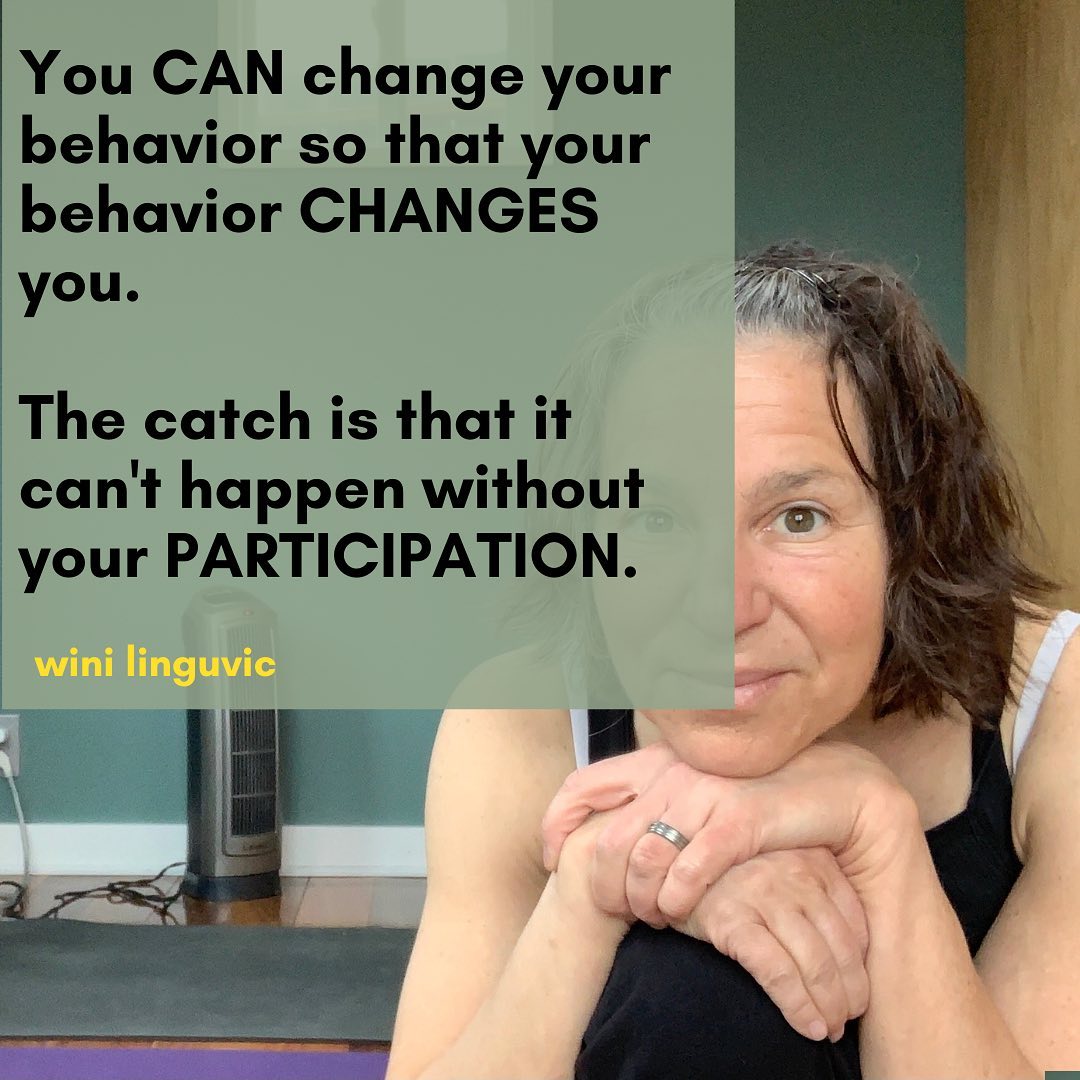 You CAN change your
behavior so that your
behavior CHANGES
you.
The catch is that it
can't happen without
your PARTICIPATION.
wini linguvic